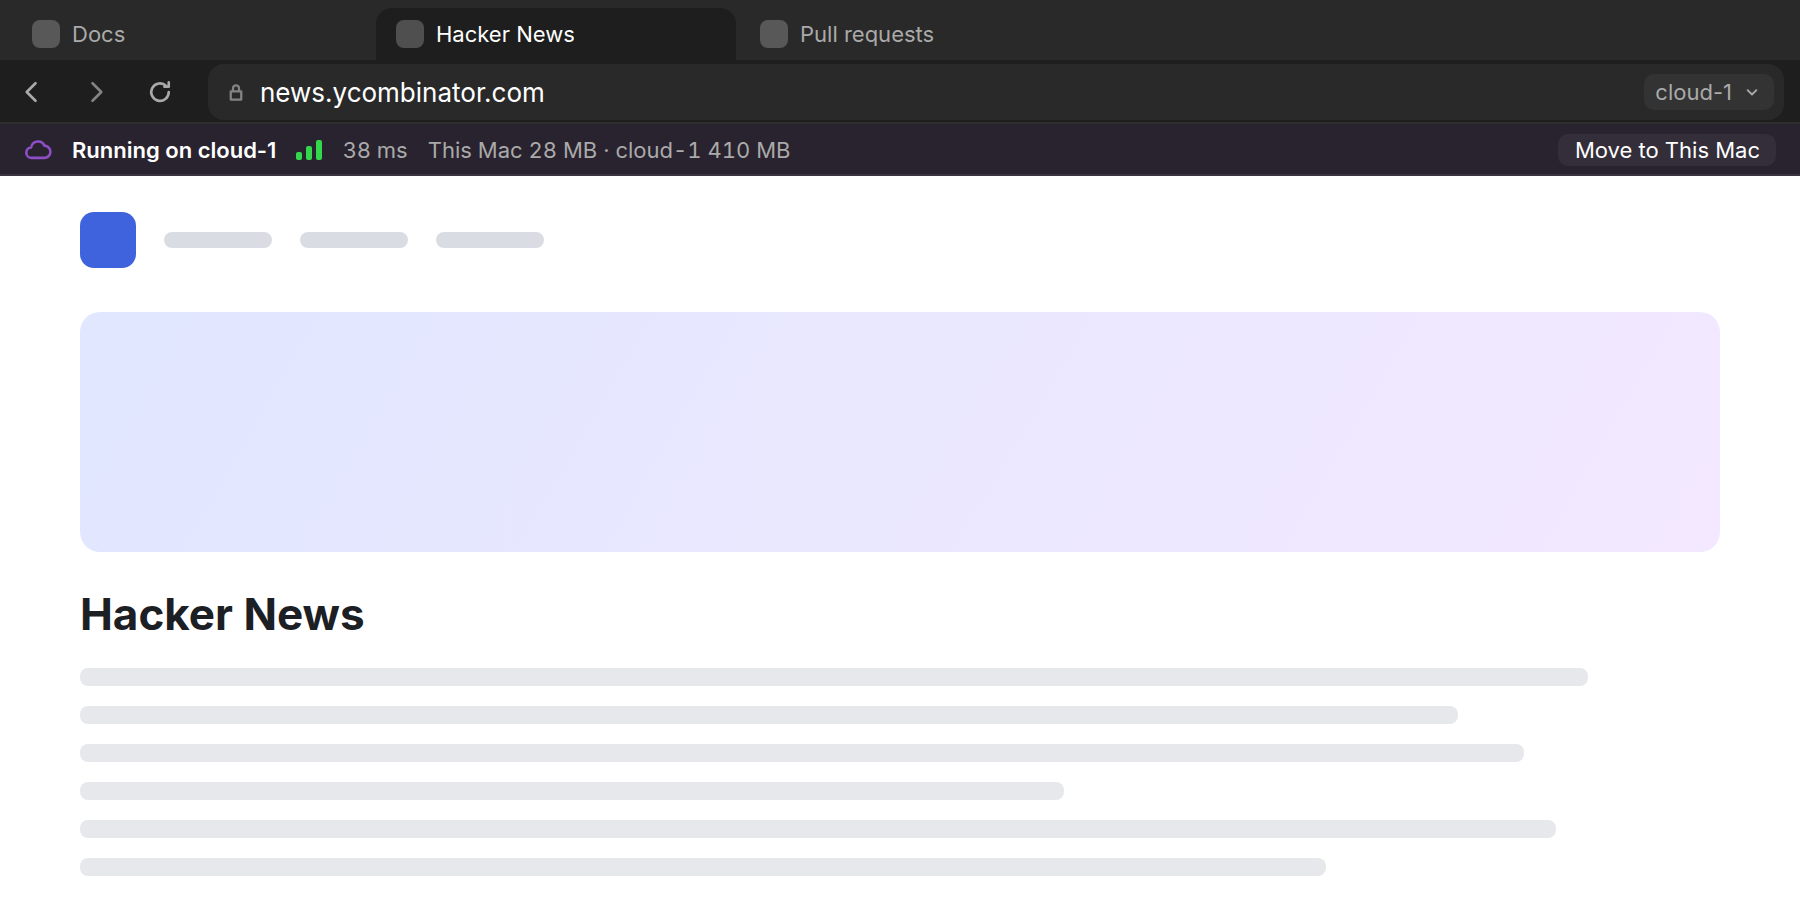 Docs
Hacker News
Pull requests
news.ycombinator.com
cloud-1
Running on cloud-1
38 ms
This Mac 28 MB · cloud-1 410 MB
Move to This Mac
Hacker News